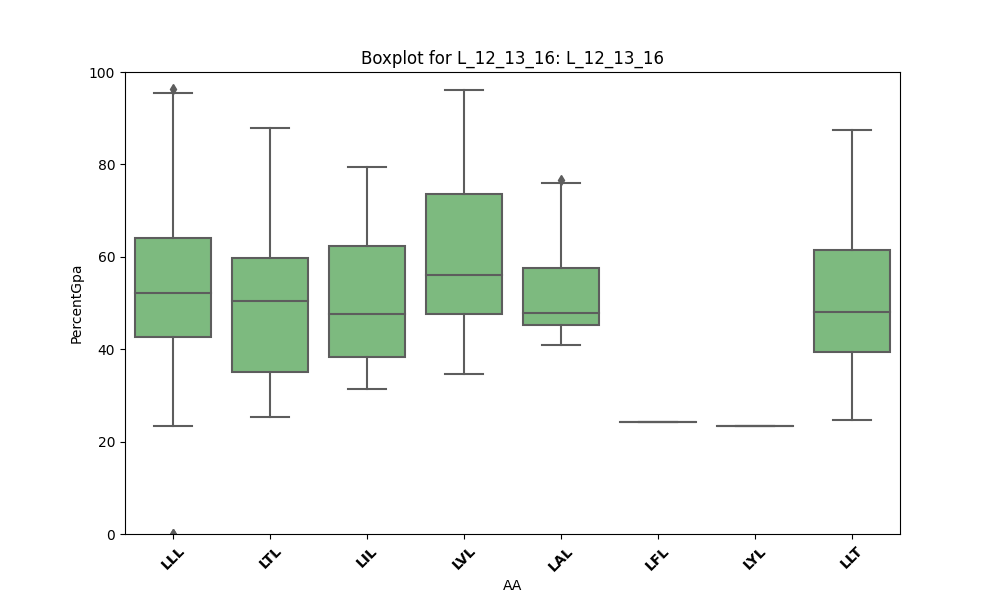 Boxplot for L_12_13_16: L_12_13_16
PercentGpa
100
80
60
40
20
0
LLL
LTL
LIL
LVL
LAL
LFL
LYL
LLT
AA